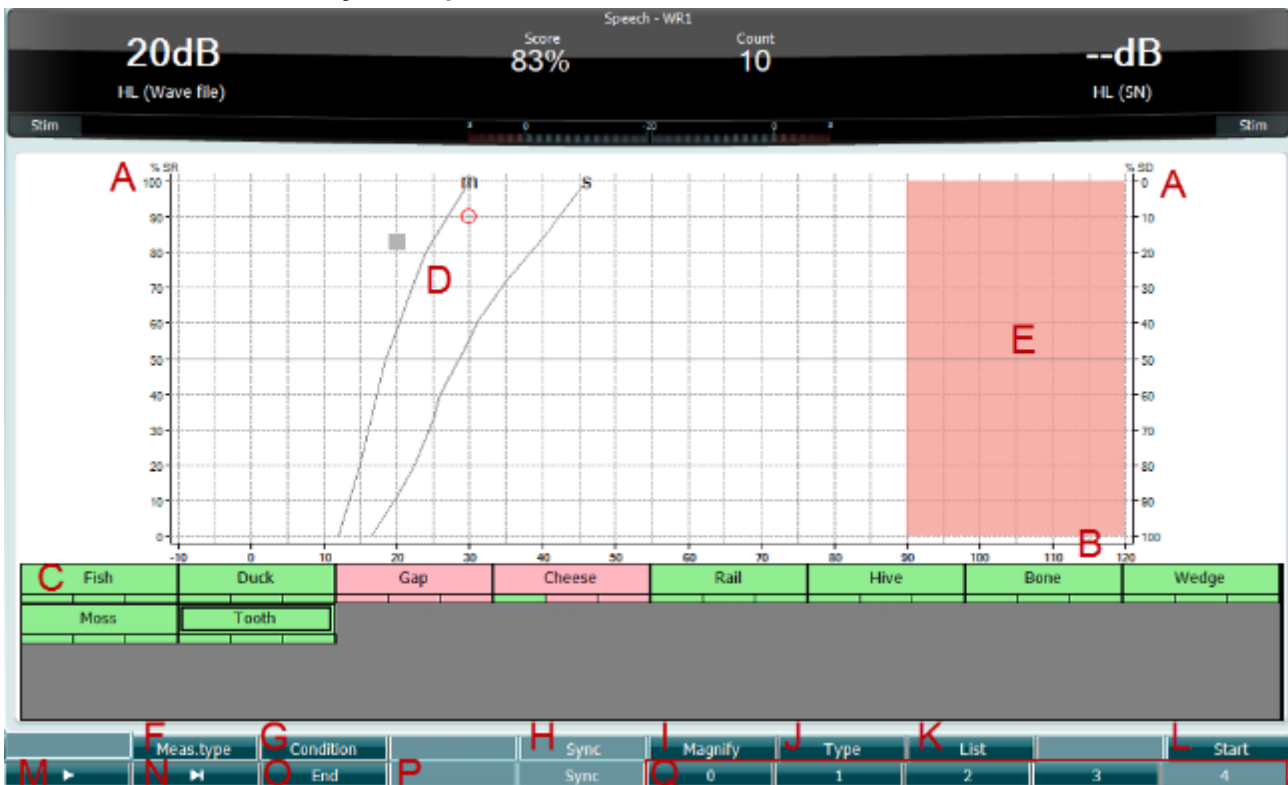 Speech - WR1
20dB Score Count --dB
83% 10
HL (Wave file) HL (SN)
Stim 0 -20 0 Stim
A % SR m s % SD A
100 0
90 10
80 20
D
70 30
60 40
E
50 50
40 60
30 70
20 80
10 90
B
0 100
-10 0 10 20 30 40 50 60 70 80 90 100 110 120
C Fish Duck Gap Cheese Rail Hive Bone Wedge
Moss Tooth
F Meas.type G Condition H Sync I Magnify J Type K List L Start
M N O End P Sync Q 0 1 2 3 4